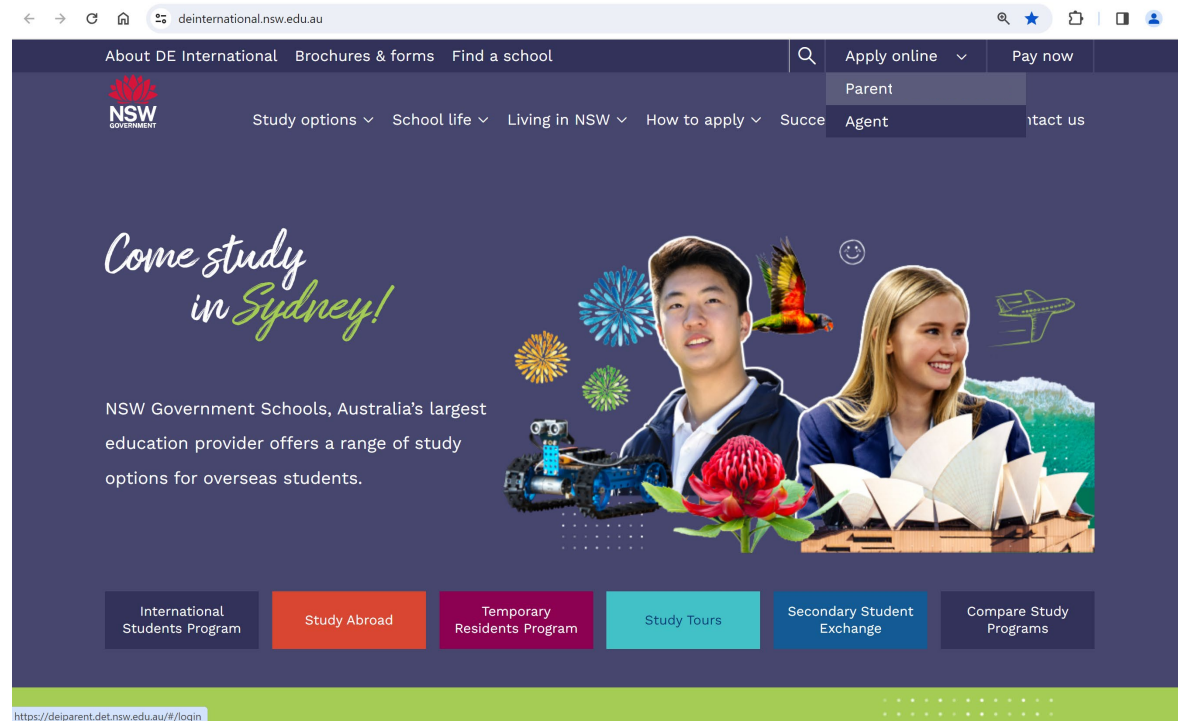 deinternational.nsw.edu.au
About DE International Brochures & forms Find a school Apply online Pay now
Parent
Agent
NSW
GOVERNMENT
Study options School life Living in NSW How to apply Succe ntact us
Come study
in Sydney!
NSW Government Schools, Australia’s largest
education provider offers a range of study
options for overseas students.
International
Students Program
Study Abroad
Temporary
Residents Program
Study Tours
Secondary Student
Exchange
Compare Study
Programs
https://deiparent.det.nsw.edu.au/#/login